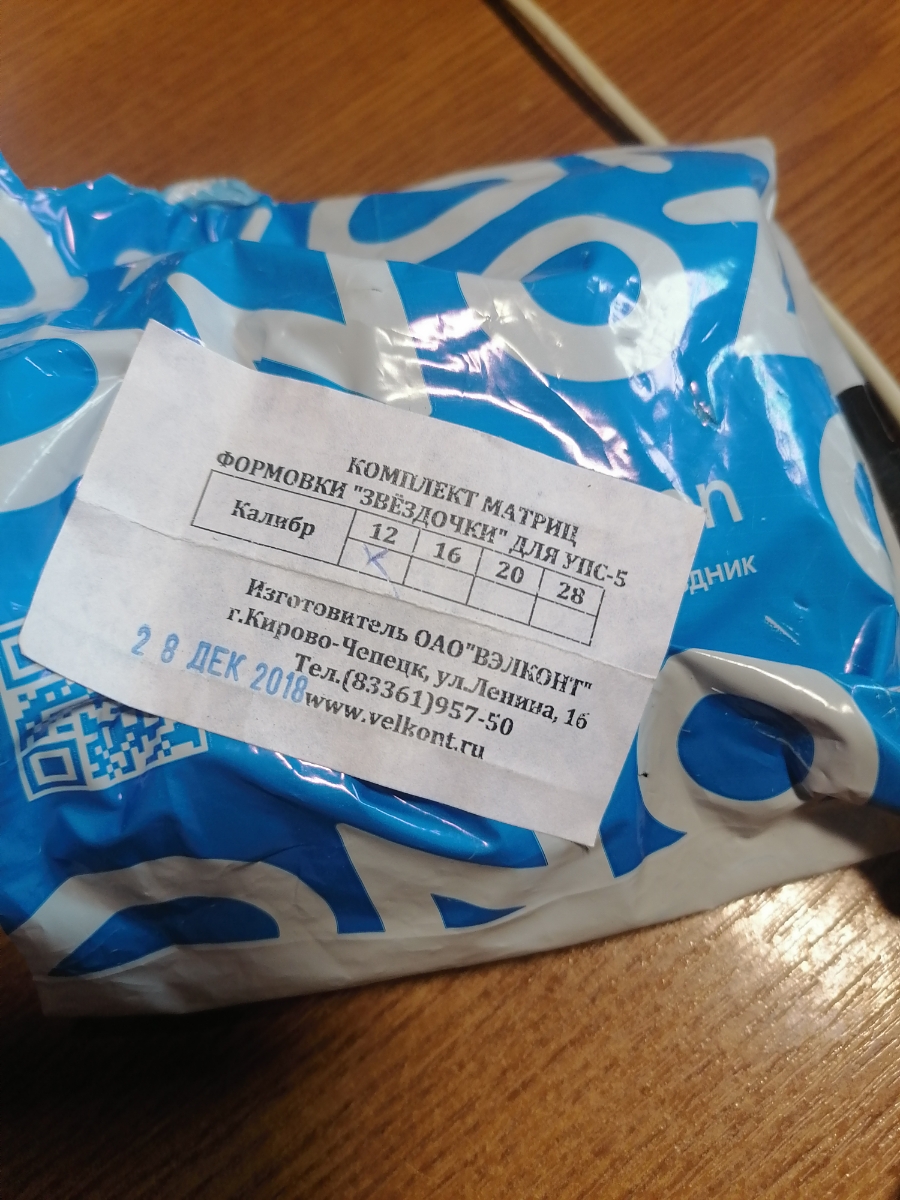 КОМПЛЕКТ МАТРИЦ
ФОРМОВКИ "ЗВЁЗДОЧКИ" ДЛЯ УПС-5
Калибр 12 16 20 28
Изготовитель ОАО"ВЭЛКОНТ"
г.Кирово-Чепецк, ул.Ленина, 1б
Тел.(83361)957-50
www.velkont.ru
2 8 ДЕК 2018